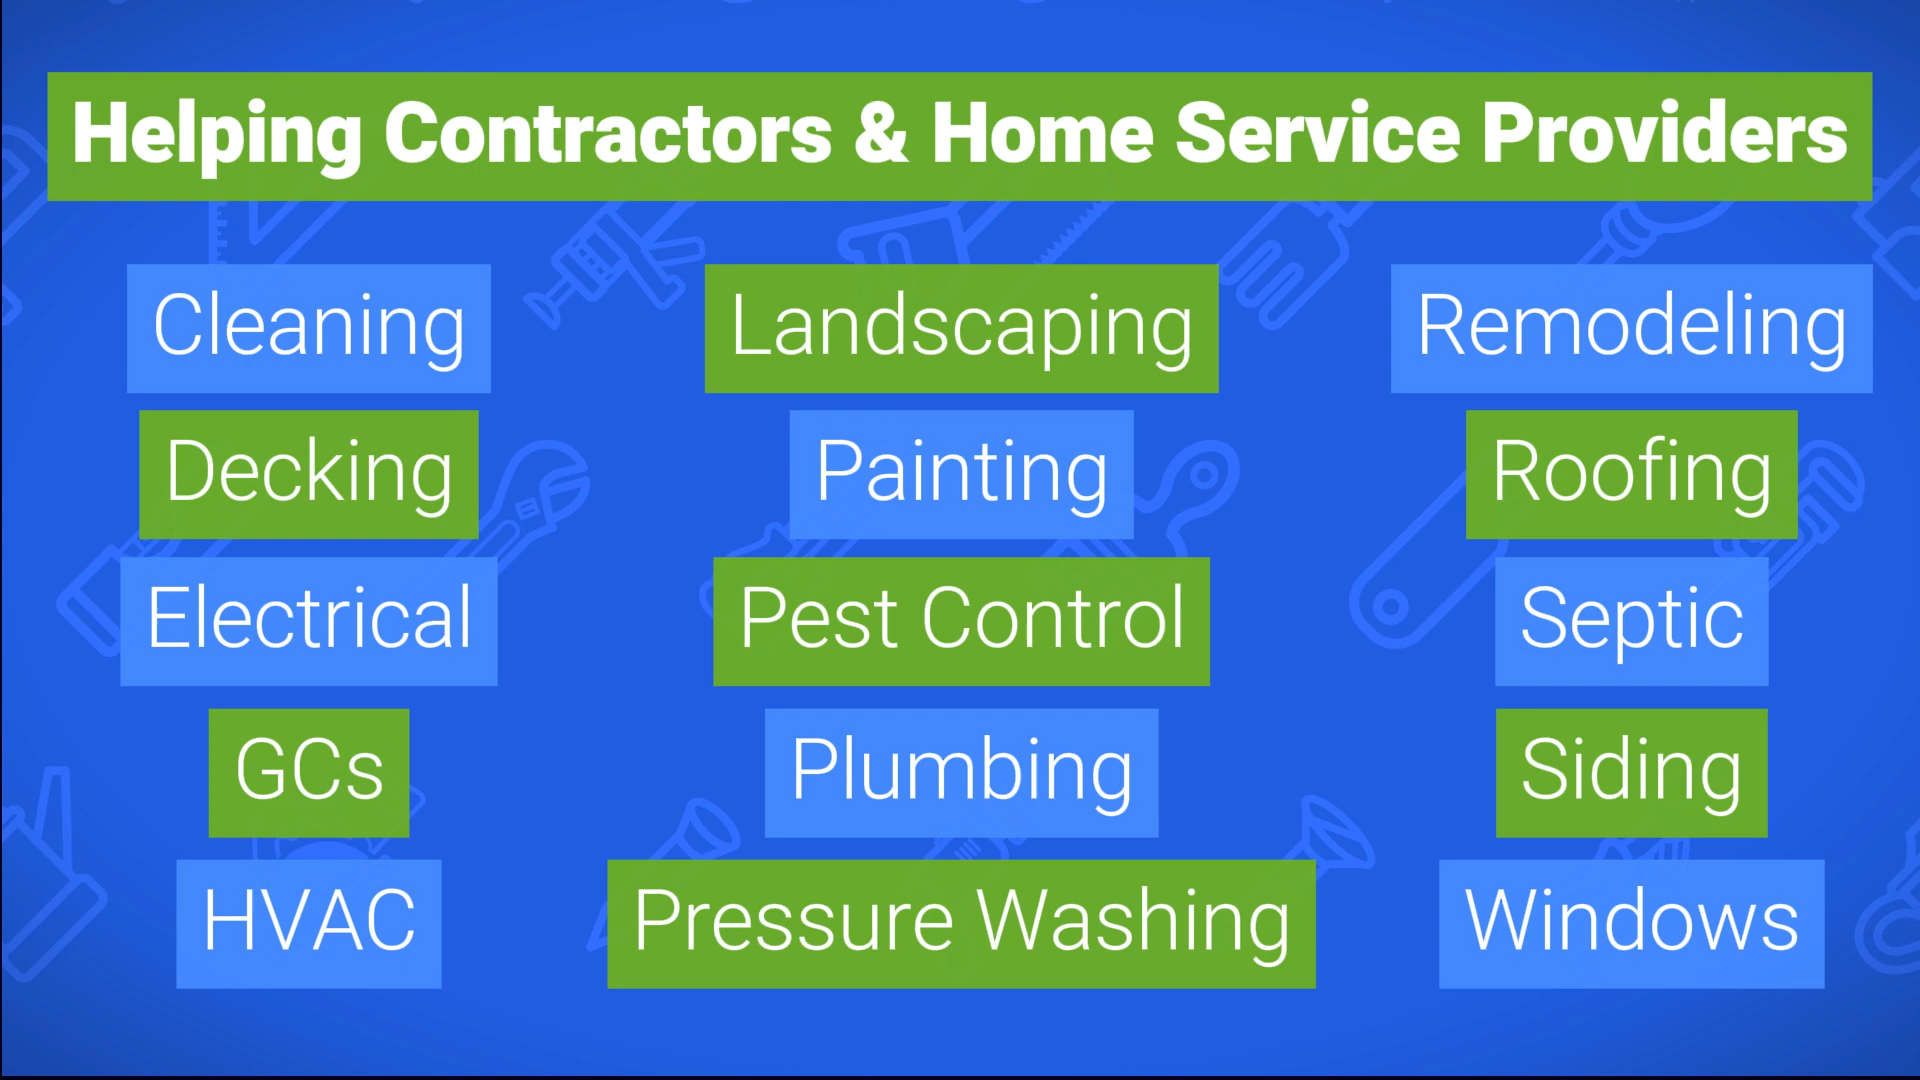 Helping Contractors & Home Service Providers
Cleaning
Decking
Electrical
GCs
HVAC
Landscaping
Painting
Pest Control
Plumbing
Pressure Washing
Remodeling
Roofing
Septic
Siding
Windows